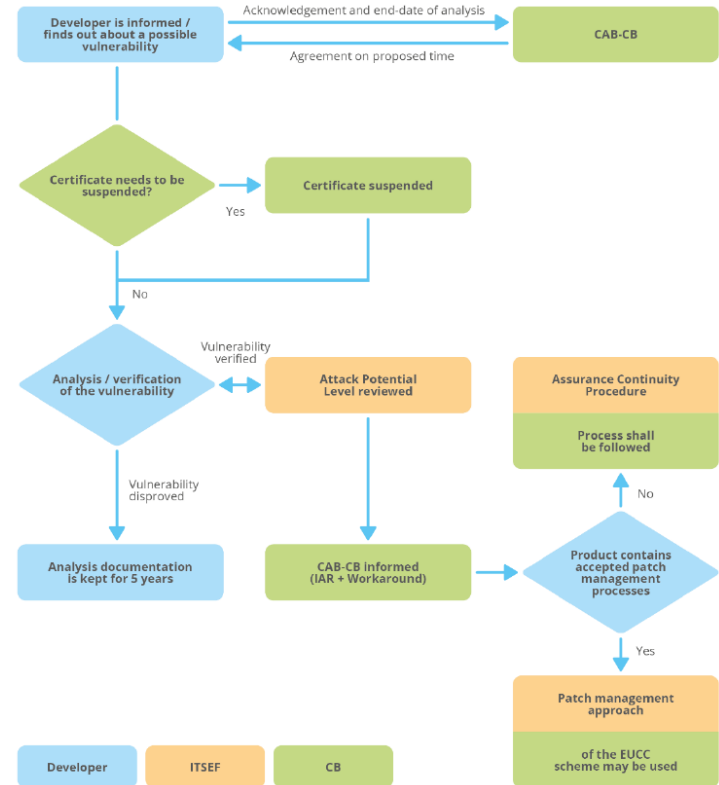 Developer is informed /
finds out about a possible
vulnerability
Acknowledgement and end-date of analysis
Agreement on proposed time
CAB-CB
Certificate needs to be
suspended?
Yes
Certificate suspended
No
Analysis / verification
of the vulnerability
Vulnerability
verified
Attack Potential
Level reviewed
Assurance Continuity
Procedure
Process shall
be followed
No
Vulnerability
disproved
Analysis documentation
is kept for 5 years
CAB-CB informed
(IAR + Workaround)
Product contains
accepted patch
management
processes
Yes
Patch management
approach
of the EUCC
scheme may be used
Developer
ITSEF
CB